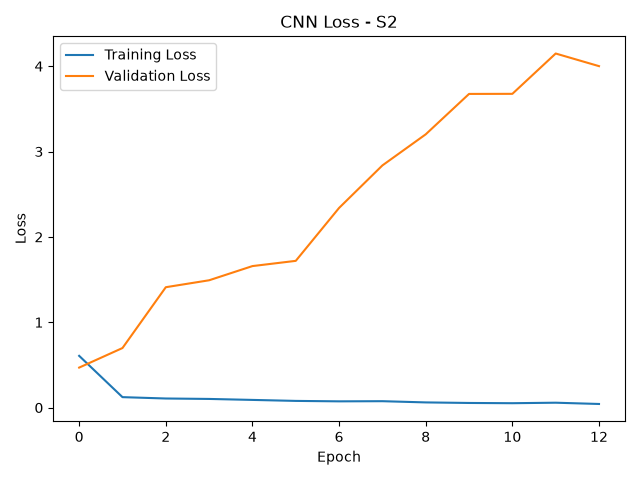 CNN Loss - S2
Training Loss
Validation Loss
Loss
4
3
2
1
0
0 2 4 6 8 10 12
Epoch